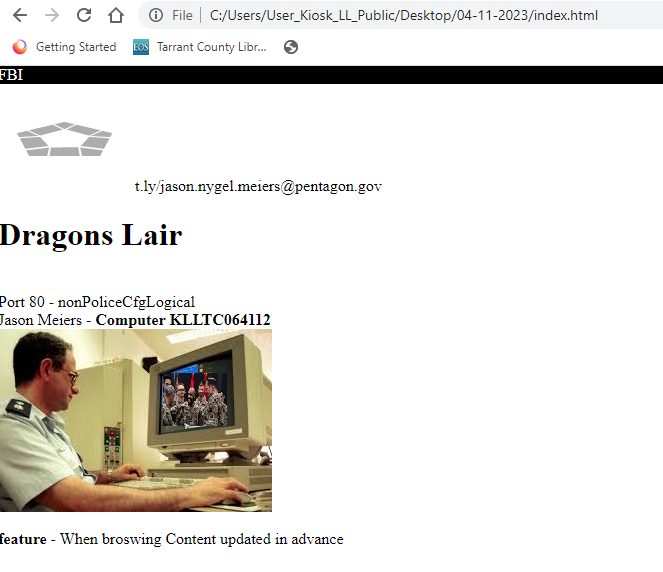 File
C:/Users/User_Kiosk_LL_Public/Desktop/04-11-2023/index.html
Getting Started
EOS
Tarrant County Libr...
FBI
t.ly/jason.nygel.meiers@pentagon.gov
Dragons Lair
Port 80 - nonPoliceCfgLogical
Jason Meiers - Computer KLLTC064112
feature - When broswing Content updated in advance